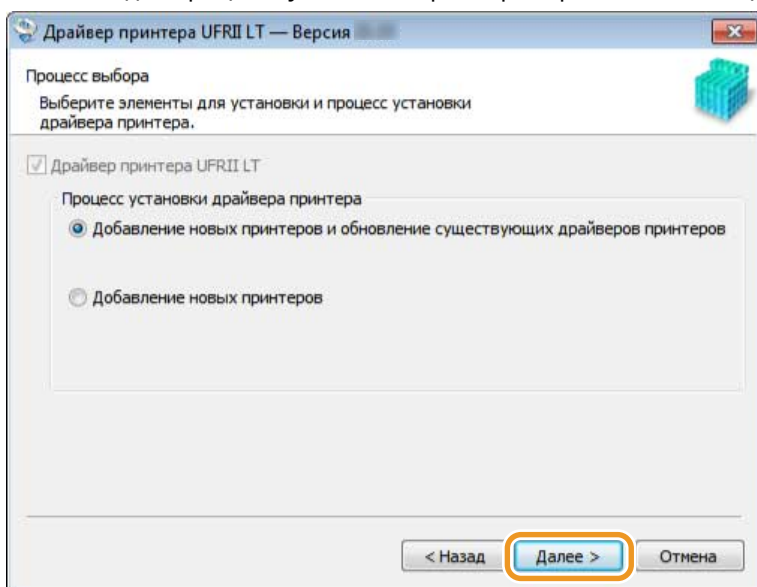 Драйвер принтера UFRII LT — Версия
Процесс выбора
Выберите элементы для установки и процесс установки
драйвера принтера.
Драйвер принтера UFRII LT
Процесс установки драйвера принтера
Добавление новых принтеров и обновление существующих драйверов принтеров
Добавление новых принтеров
< Назад
Далее >
Отмена